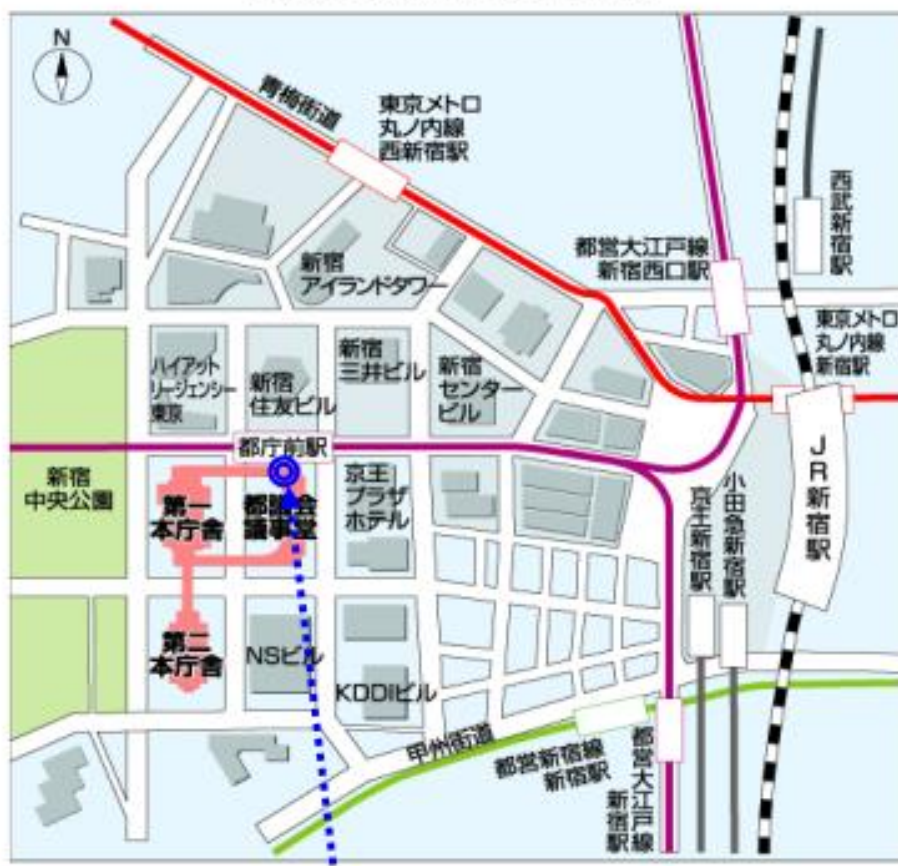 N
青梅街道
東京メトロ
丸ノ内線
西新宿駅
西武新宿駅
都営大江戸線
新宿西口駅
新宿
アイランドタワー
東京メトロ
丸ノ内線
新宿駅
ハイアット
リージェンシー
東京
新宿
住友ビル
新宿
三井ビル
新宿
センター
ビル
都庁前駅
JR新宿駅
新宿
中央公園
第一
本庁舎
都議会
議事堂
京王
プラザ
ホテル
小田急新宿駅
京王新宿駅
第二
本庁舎
NSビル
KDDIビル
甲州街道
都営新宿線
新宿駅
都営大江戸線
新宿駅